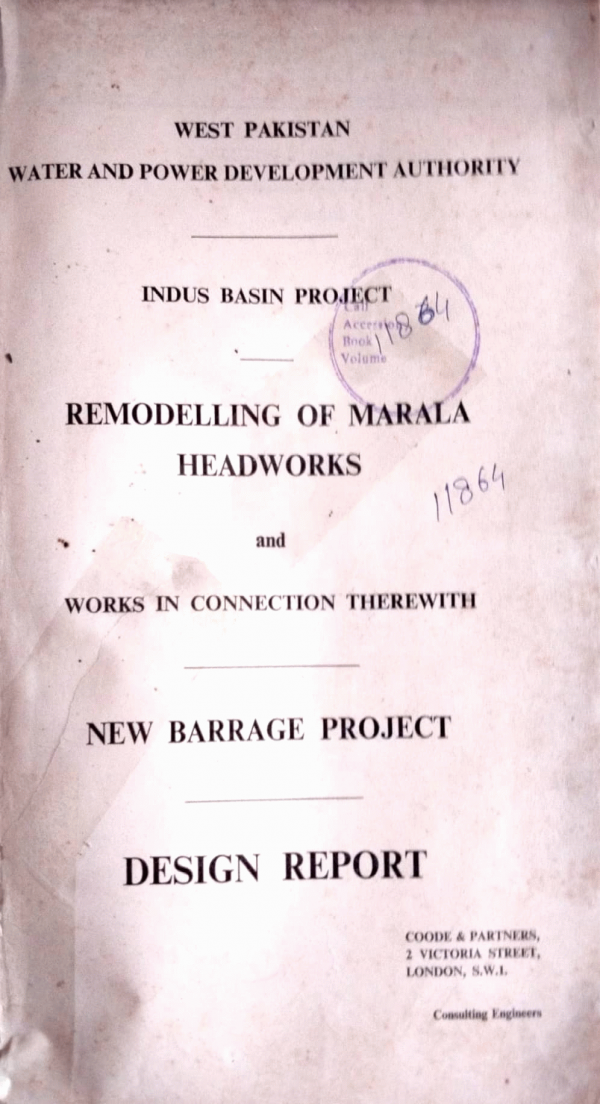 WEST PAKISTAN
WATER AND POWER DEVELOPMENT AUTHORITY
INDUS BASIN PROJECT
Call
Accession
Book
Volume
11864
REMODELLING OF MARALA
HEADWORKS
11864
and
WORKS IN CONNECTION THEREWITH
NEW BARRAGE PROJECT
DESIGN REPORT
COODE & PARTNERS,
2 VICTORIA STREET,
LONDON, S.W.1.
Consulting Engineers